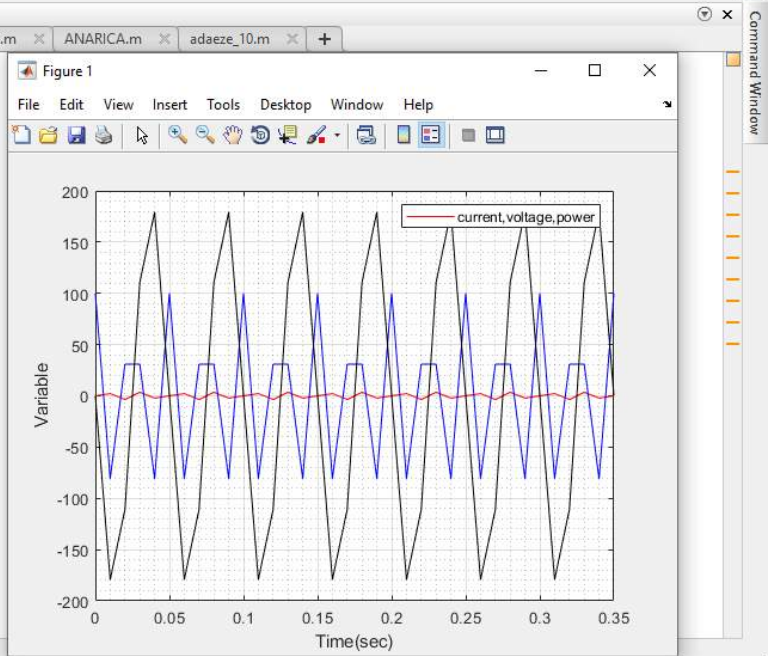 .m ANARICA.m adaeze_10.m
Command Window
Figure 1
File Edit View Insert Tools Desktop Window Help
current,voltage,power
200
150
100
50
0
-50
-100
-150
-200
Variable
0 0.05 0.1 0.15 0.2 0.25 0.3 0.35
Time(sec)